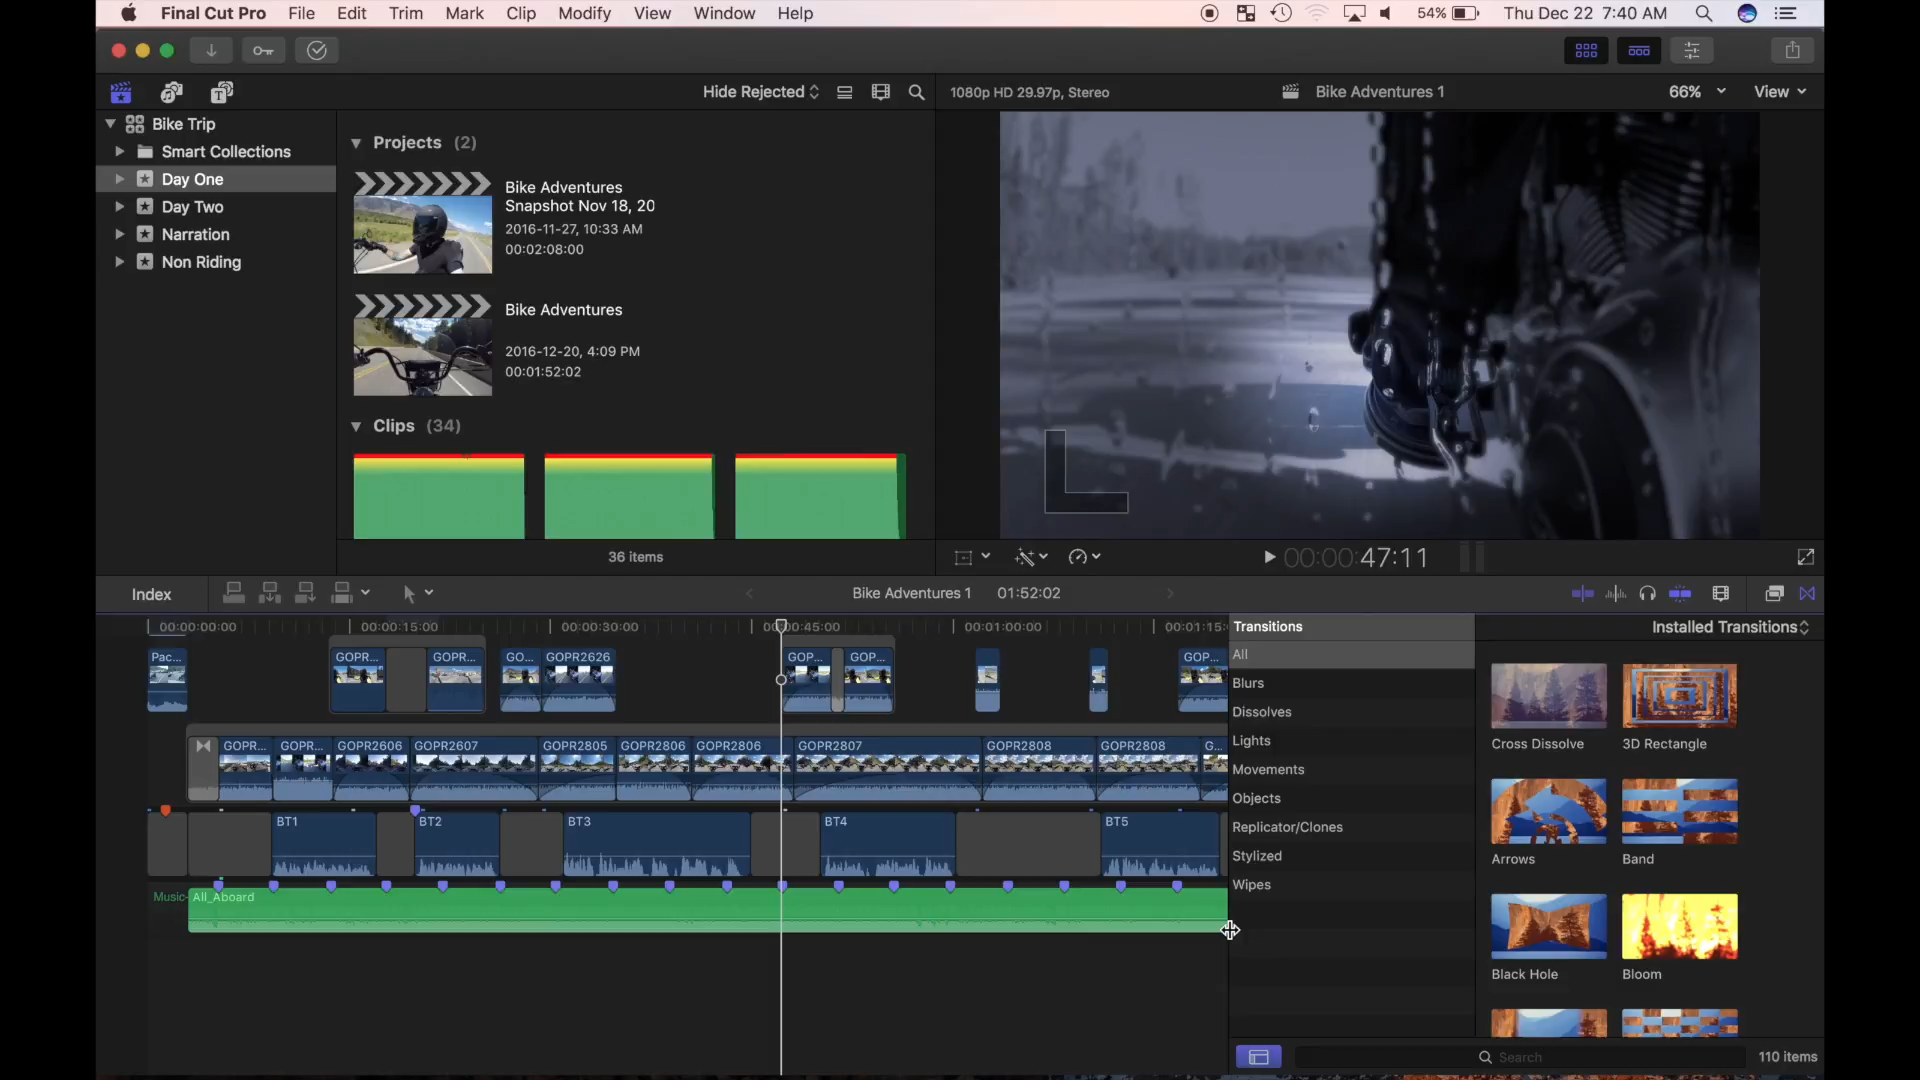 Final Cut Pro File Edit Trim Mark Clip Modify View Window Help 54% Thu Dec 22 7:40 AM
Hide Rejected 1080p HD 29.97p, Stereo Bike Adventures 1 66% View
Bike Trip
Smart Collections
Day One
Day Two
Narration
Non Riding
Projects (2)
Bike Adventures
Snapshot Nov 18, 20
2016-11-27, 10:33 AM
00:02:08:00
Bike Adventures
2016-12-20, 4:09 PM
00:01:52:02
Clips (34)
36 items
00:00:47:11
Index Bike Adventures 1 01:52:02
00:00:00:00 00:00:15:00 00:00:30:00 00:00:45:00 00:01:00:00 00:01:15:
Pac... GOPR... GOPR... GO... GOPR2626 GOP... GOP... GOP...
GOPR... GOPR... GOPR2606 GOPR2607 GOPR2805 GOPR2806 GOPR2806 GOPR2807 GOPR2808 GOPR2808 G...
BT1 BT2 BT3 BT4 BT5
Music All_Aboard
Transitions
All
Blurs
Dissolves
Lights
Movements
Objects
Replicator/Clones
Stylized
Wipes
Installed Transitions
Cross Dissolve 3D Rectangle
Arrows Band
Black Hole Bloom
Search 110 items